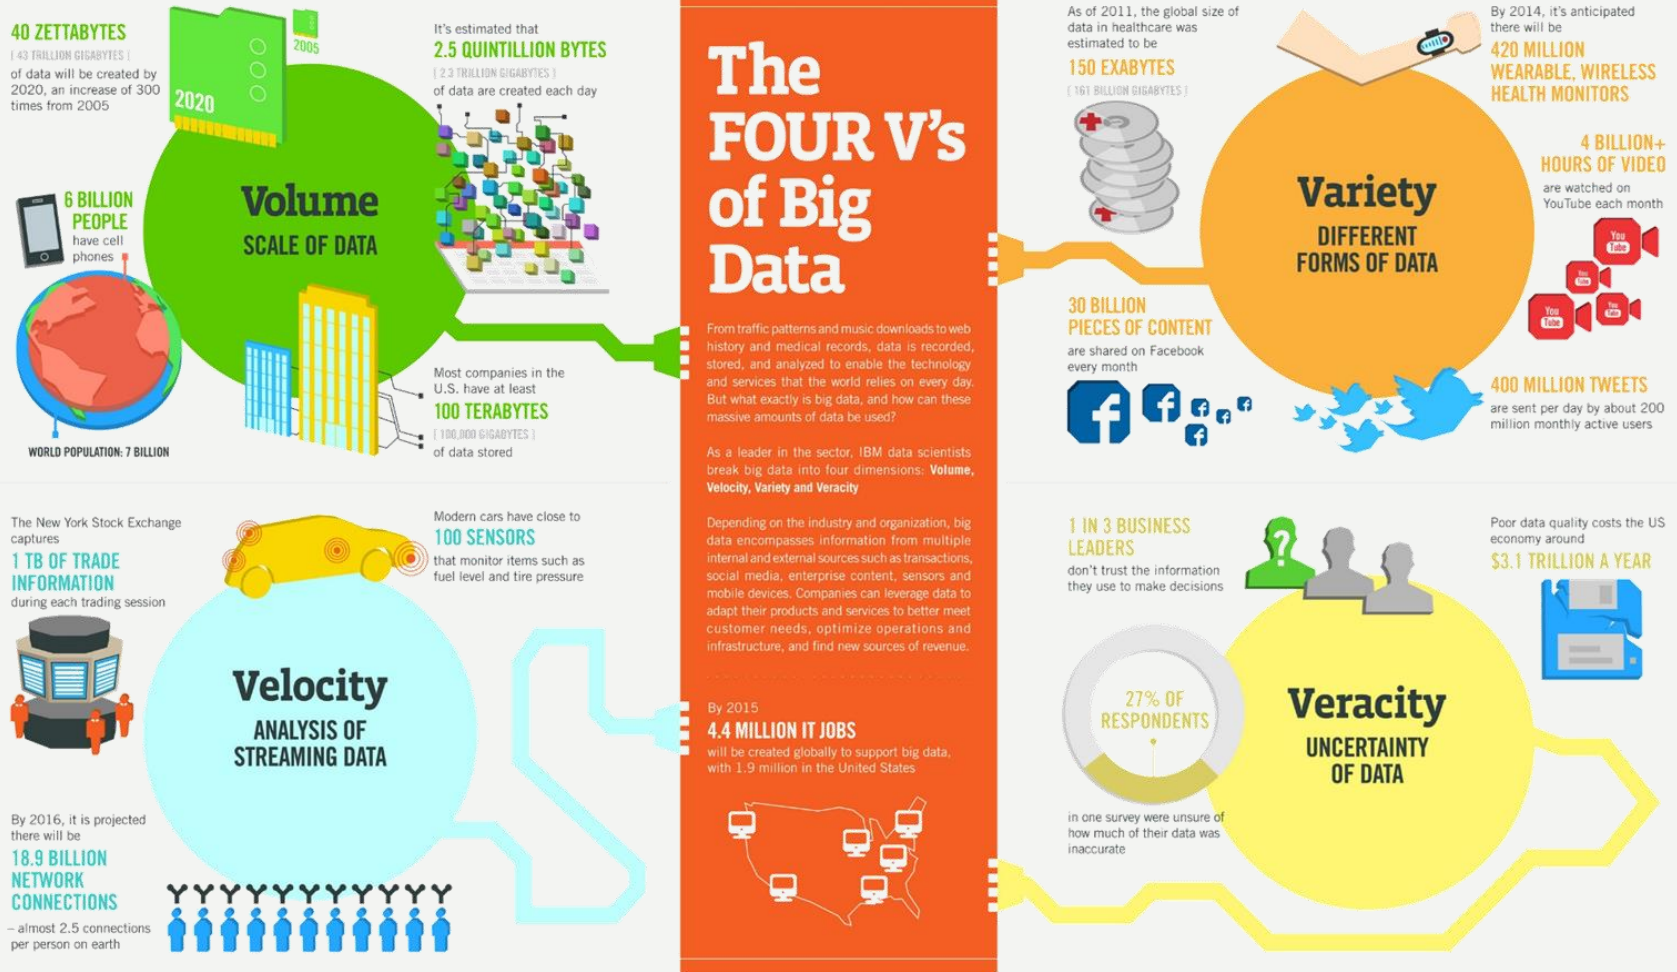 40 ZETTABYTES
[ 43 TRILLION GIGABYTES ]
of data will be created by
2020, an increase of 300
times from 2005
2020
2005
It's estimated that
2.5 QUINTILLION BYTES
[ 2.3 TRILLION GIGABYTES ]
of data are created each day
6 BILLION
PEOPLE
have cell
phones
WORLD POPULATION: 7 BILLION
Volume
SCALE OF DATA
Most companies in the
U.S. have at least
100 TERABYTES
[ 100,000 GIGABYTES ]
of data stored
The New York Stock Exchange
captures
1 TB OF TRADE
INFORMATION
during each trading session
Modern cars have close to
100 SENSORS
that monitor items such as
fuel level and tire pressure
Velocity
ANALYSIS OF
STREAMING DATA
By 2016, it is projected
there will be
18.9 BILLION
NETWORK
CONNECTIONS
– almost 2.5 connections
per person on earth
The
FOUR V's
of Big
Data
From traffic patterns and music downloads to web
history and medical records, data is recorded,
stored, and analyzed to enable the technology
and services that the world relies on every day.
But what exactly is big data, and how can these
massive amounts of data be used?
As a leader in the sector, IBM data scientists
break big data into four dimensions: Volume,
Velocity, Variety and Veracity
Depending on the industry and organization, big
data encompasses information from multiple
internal and external sources such as transactions,
social media, enterprise content, sensors and
mobile devices. Companies can leverage data to
adapt their products and services to better meet
customer needs, optimize operations and
infrastructure, and find new sources of revenue.
By 2015
4.4 MILLION IT JOBS
will be created globally to support big data,
with 1.9 million in the United States
As of 2011, the global size of
data in healthcare was
estimated to be
150 EXABYTES
[ 161 BILLION GIGABYTES ]
By 2014, it's anticipated
there will be
420 MILLION
WEARABLE, WIRELESS
HEALTH MONITORS
4 BILLION+
HOURS OF VIDEO
are watched on
YouTube each month
You
Tube
You
Tube
You
Tube
You
Tube
Variety
DIFFERENT
FORMS OF DATA
30 BILLION
PIECES OF CONTENT
are shared on Facebook
every month
f
f
f
f
f
f
400 MILLION TWEETS
are sent per day by about 200
million monthly active users
1 IN 3 BUSINESS
LEADERS
don't trust the information
they use to make decisions
?
Poor data quality costs the US
economy around
$3.1 TRILLION A YEAR
27% OF
RESPONDENTS
in one survey were unsure of
how much of their data was
inaccurate
Veracity
UNCERTAINTY
OF DATA